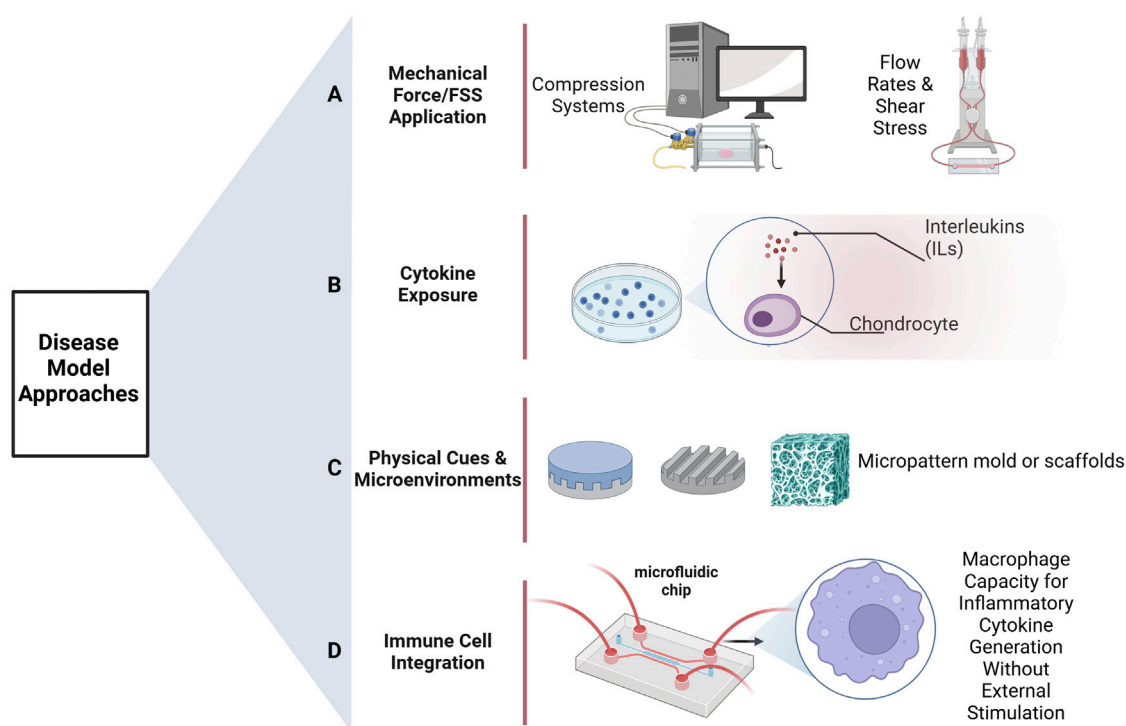 Disease
Model
Approaches
A
Mechanical
Force/FSS
Application
Compression
Systems
Flow
Rates &
Shear
Stress
B
Cytokine
Exposure
Interleukins
(ILs)
Chondrocyte
C
Physical Cues &
Microenvironments
Micropattern mold or scaffolds
D
Immune Cell
Integration
microfluidic
chip
Macrophage
Capacity for
Inflammatory
Cytokine
Generation
Without
External
Stimulation